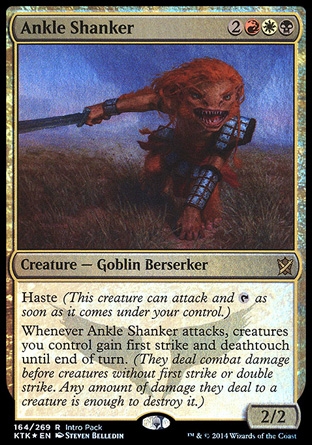 Ankle Shanker 2
Creature — Goblin Berserker
Haste (This creature can attack and as
soon as it comes under your control.)
Whenever Ankle Shanker attacks, creatures
you control gain first strike and deathtouch
until end of turn. (They deal combat damage
before creatures without first strike or double
strike. Any amount of damage they deal to a
creature is enough to destroy it.)
2/2
164/269 R Intro Pack
KTK ★ EN Steven Belledin
™ & © 2014 Wizards of the Coast